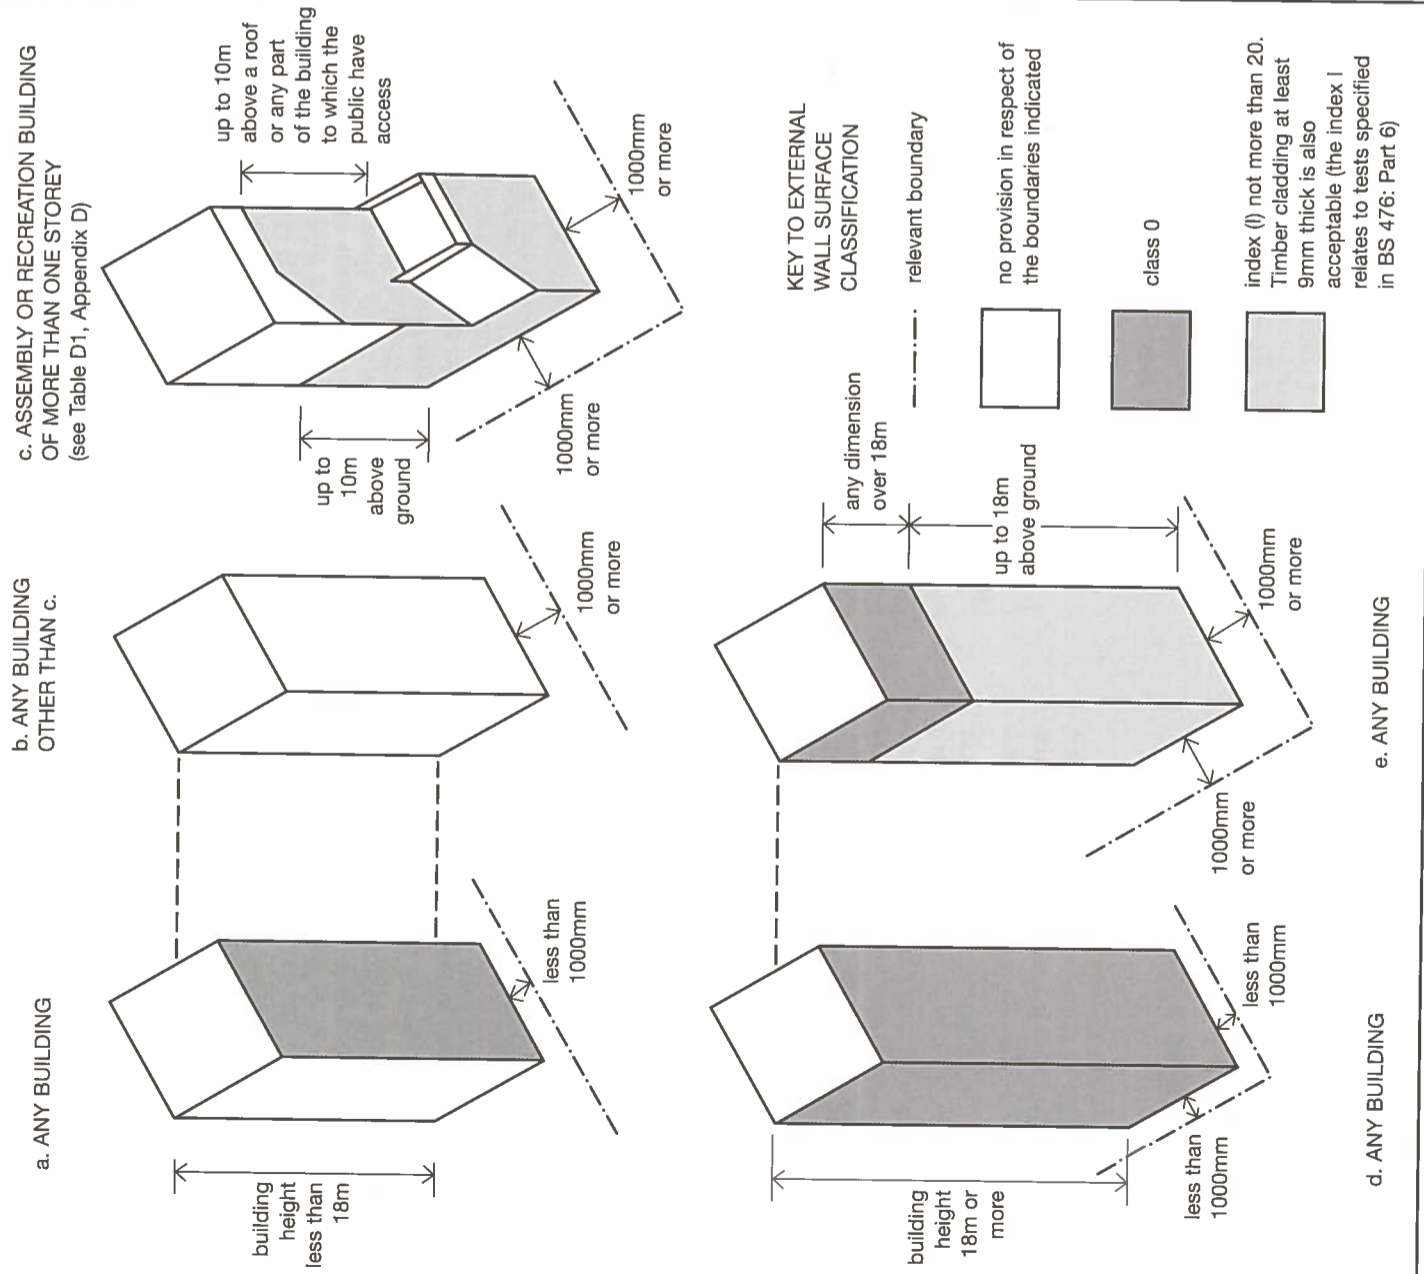 a. ANY BUILDING
building
height
less than
18m
less than
1000mm
b. ANY BUILDING
OTHER THAN c.
1000mm
or more
c. ASSEMBLY OR RECREATION BUILDING
OF MORE THAN ONE STOREY
(see Table D1, Appendix D)
up to 10m
above a roof
or any part
of the building
to which the
public have
access
up to
10m
above
ground
1000mm
or more
1000mm
or more
building
height
18m or
more
less than
1000mm
less than
1000mm
d. ANY BUILDING
any dimension
over 18m
up to 18m
above ground
1000mm
or more
1000mm
or more
e. ANY BUILDING
KEY TO EXTERNAL
WALL SURFACE
CLASSIFICATION
relevant boundary
no provision in respect of
the boundaries indicated
class 0
index (I) not more than 20.
Timber cladding at least
9mm thick is also
acceptable (the index I
relates to tests specified
in BS 476: Part 6)